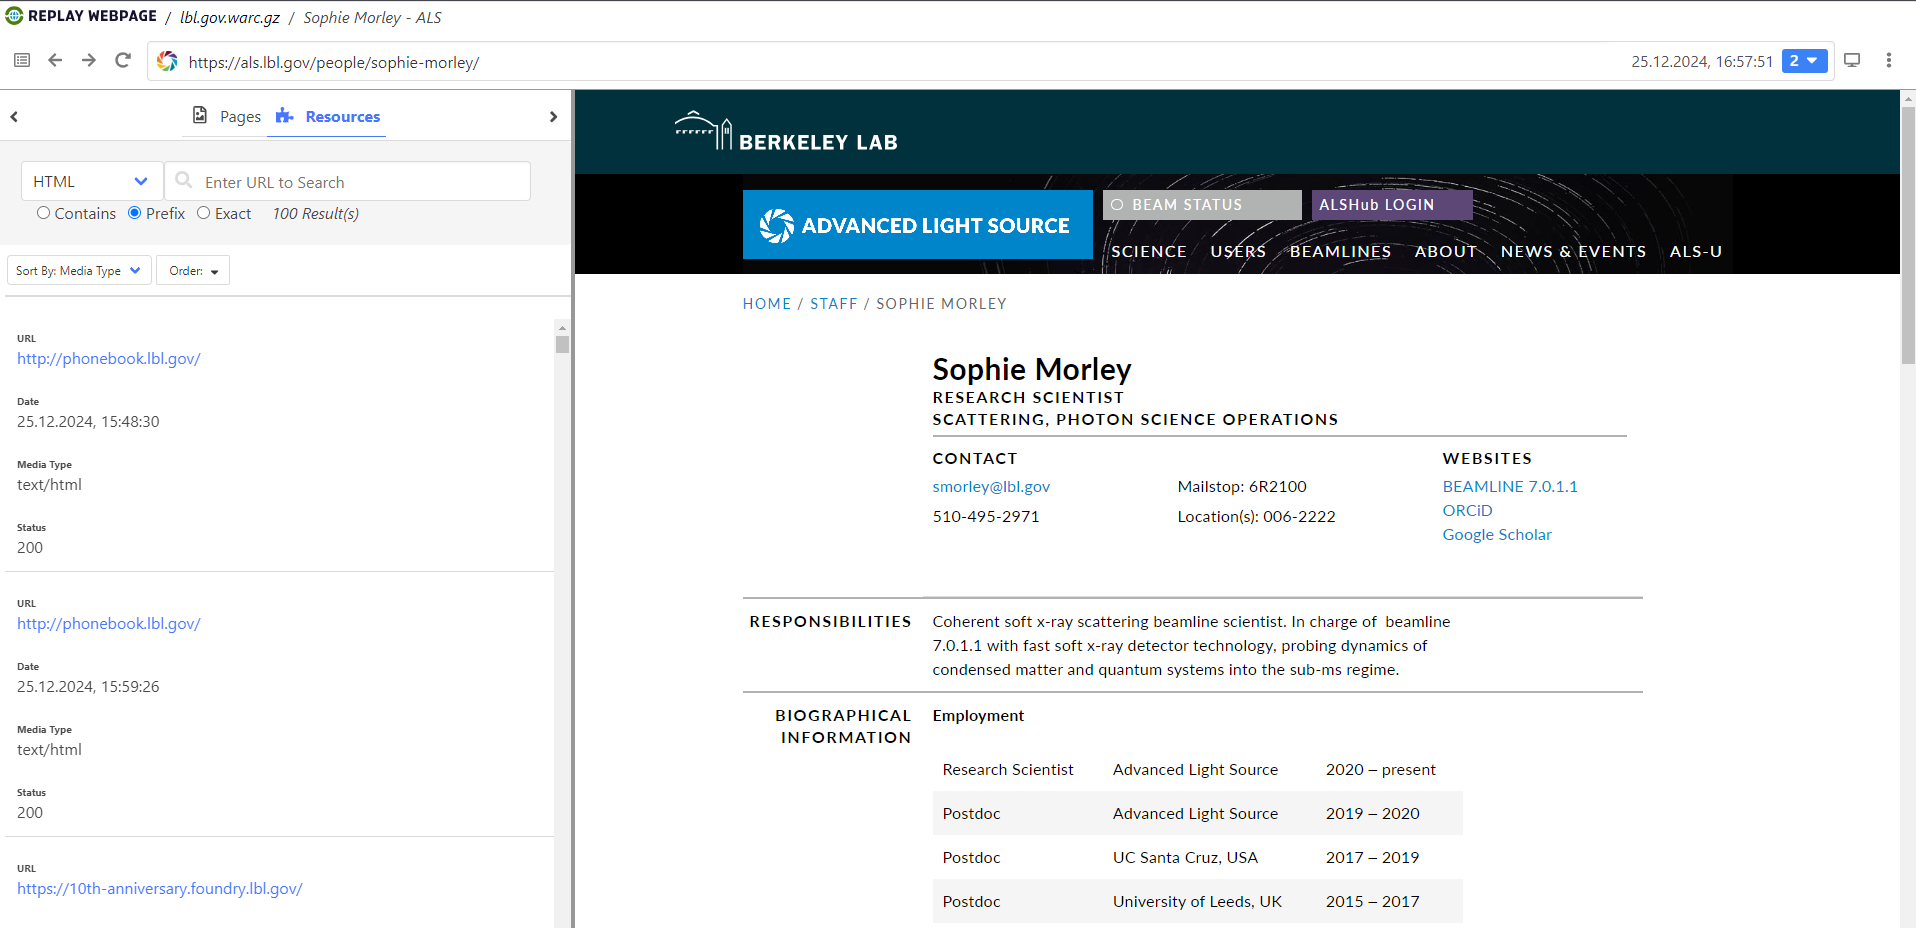 REPLAY WEBPAGE / lbl.gov.warc.gz / Sophie Morley - ALS
https://als.lbl.gov/people/sophie-morley/ 25.12.2024, 16:57:51 2
Pages Resources
HTML Enter URL to Search
Contains Prefix Exact 100 Result(s)
Sort By: Media Type Order:
URL
http://phonebook.lbl.gov/
Date
25.12.2024, 15:48:30
Media Type
text/html
Status
200
URL
http://phonebook.lbl.gov/
Date
25.12.2024, 15:59:26
Media Type
text/html
Status
200
URL
https://10th-anniversary.foundry.lbl.gov/
BERKELEY LAB
ADVANCED LIGHT SOURCE
BEAM STATUS ALSHub LOGIN
SCIENCE USERS BEAMLINES ABOUT NEWS & EVENTS ALS-U
HOME / STAFF / SOPHIE MORLEY
Sophie Morley
RESEARCH SCIENTIST
SCATTERING, PHOTON SCIENCE OPERATIONS
CONTACT WEBSITES
smorley@lbl.gov Mailstop: 6R2100 BEAMLINE 7.0.1.1
510-495-2971 Location(s): 006-2222 ORCiD
Google Scholar
RESPONSIBILITIES Coherent soft x-ray scattering beamline scientist. In charge of beamline
7.0.1.1 with fast soft x-ray detector technology, probing dynamics of
condensed matter and quantum systems into the sub-ms regime.
BIOGRAPHICAL Employment
INFORMATION
Research Scientist Advanced Light Source 2020 – present
Postdoc Advanced Light Source 2019 – 2020
Postdoc UC Santa Cruz, USA 2017 – 2019
Postdoc University of Leeds, UK 2015 – 2017